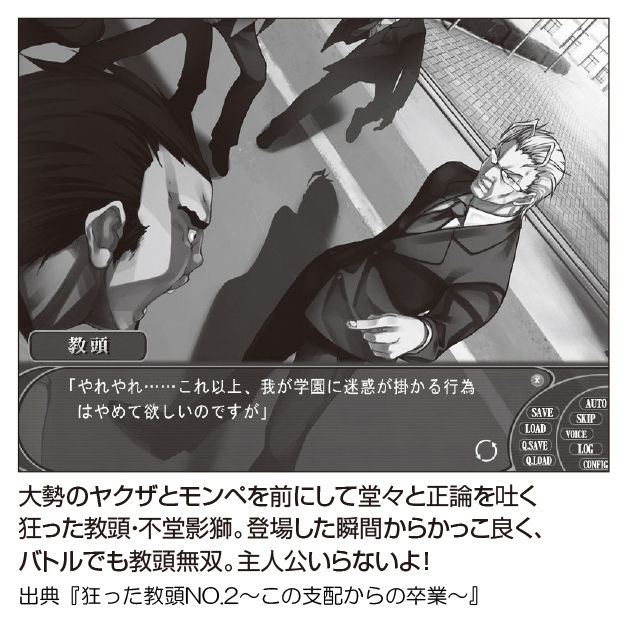 教頭
「やれやれ……これ以上、我が学園に迷惑が掛かる行為
はやめて欲しいのですが」
SAVE
LOAD
Q.SAVE
Q.LOAD
AUTO
SKIP
VOICE
LOG
CONFIG
大勢のヤクザとモンペを前にして堂々と正論を吐く
狂った教頭・不堂影獅。登場した瞬間からかっこ良く、
バトルでも教頭無双。主人公いらないよ！
出典『狂った教頭NO.2〜この支配からの卒業〜』